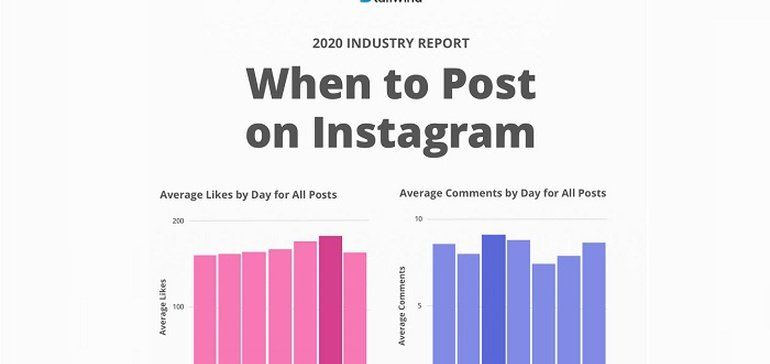 2020 INDUSTRY REPORT
When to Post
on Instagram
Average Likes by Day for All Posts
Average Comments by Day for All Posts
200
100
Average Likes
10
5
Average Comments